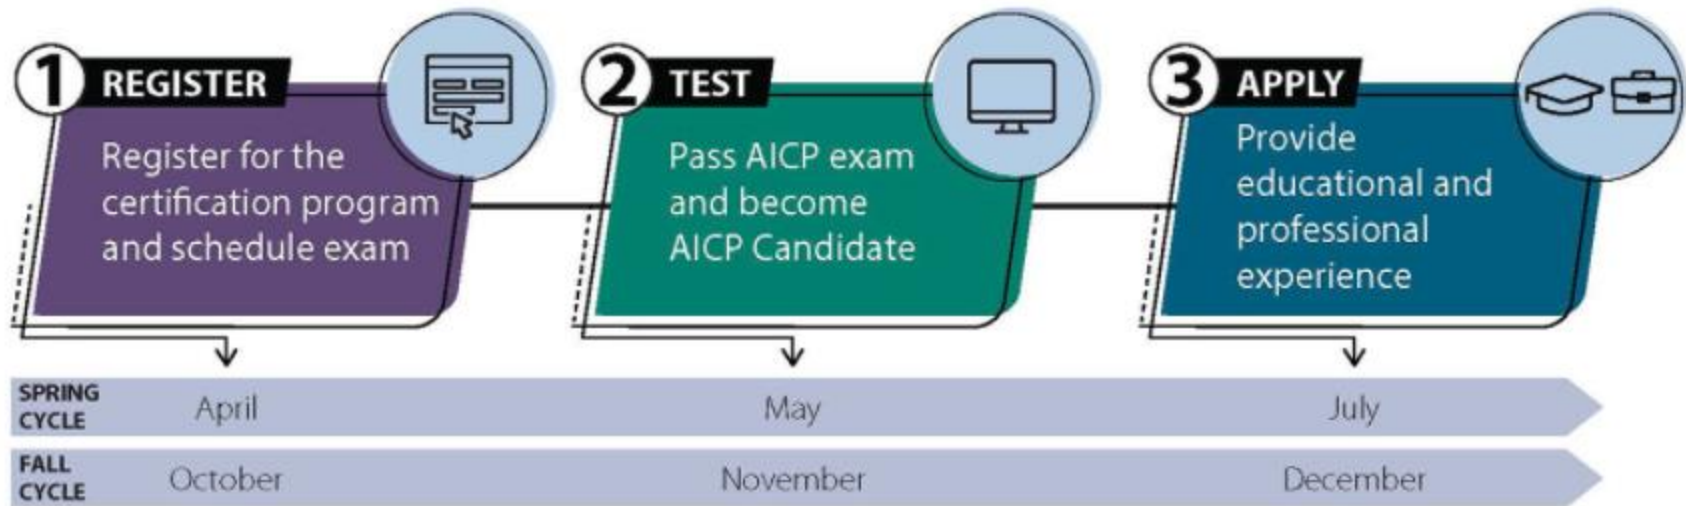 1 REGISTER
Register for the
certification program
and schedule exam
2 TEST
Pass AICP exam
and become
AICP Candidate
3 APPLY
Provide
educational and
professional
experience
SPRING
CYCLE
April
May
July
FALL
CYCLE
October
November
December